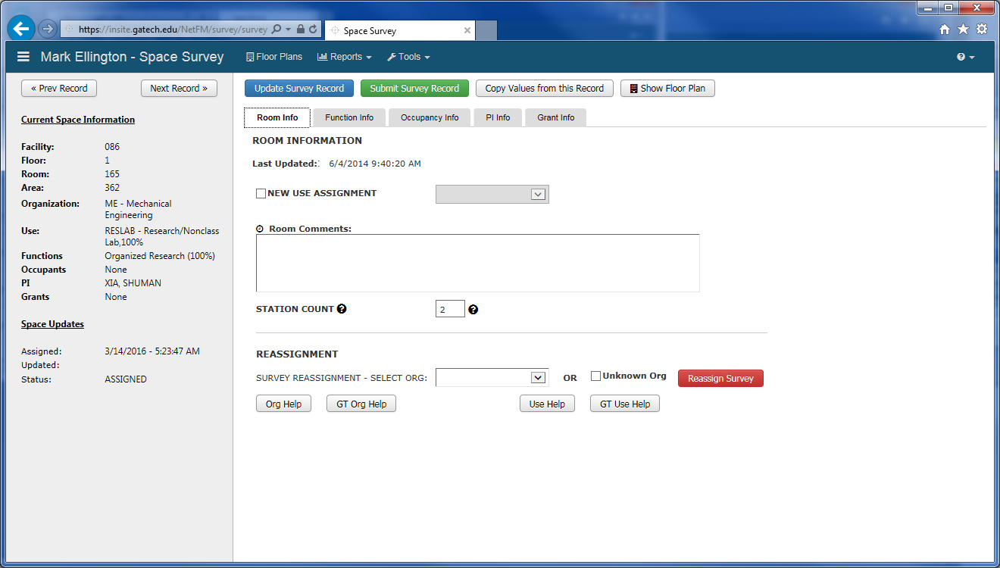 https://insite.gatech.edu/NetFM/survey/survey
Space Survey
Mark Ellington - Space Survey
Floor Plans
Reports
Tools
« Prev Record
Next Record »
Current Space Information
Facility: 086
Floor: 1
Room: 165
Area: 362
Organization: ME - Mechanical
Engineering
Use: RESLAB - Research/Nonclass
Lab,100%
Functions Organized Research (100%)
Occupants None
PI XIA, SHUMAN
Grants None
Space Updates
Assigned: 3/14/2016 - 5:23:47 AM
Updated:
Status: ASSIGNED
Update Survey Record
Submit Survey Record
Copy Values from this Record
Show Floor Plan
Room Info
Function Info
Occupancy Info
PI Info
Grant Info
ROOM INFORMATION
Last Updated:: 6/4/2014 9:40:20 AM
NEW USE ASSIGNMENT
Room Comments:
STATION COUNT ? 2 ?
REASSIGNMENT
SURVEY REASSIGNMENT - SELECT ORG: OR Unknown Org Reassign Survey
Org Help
GT Org Help
Use Help
GT Use Help